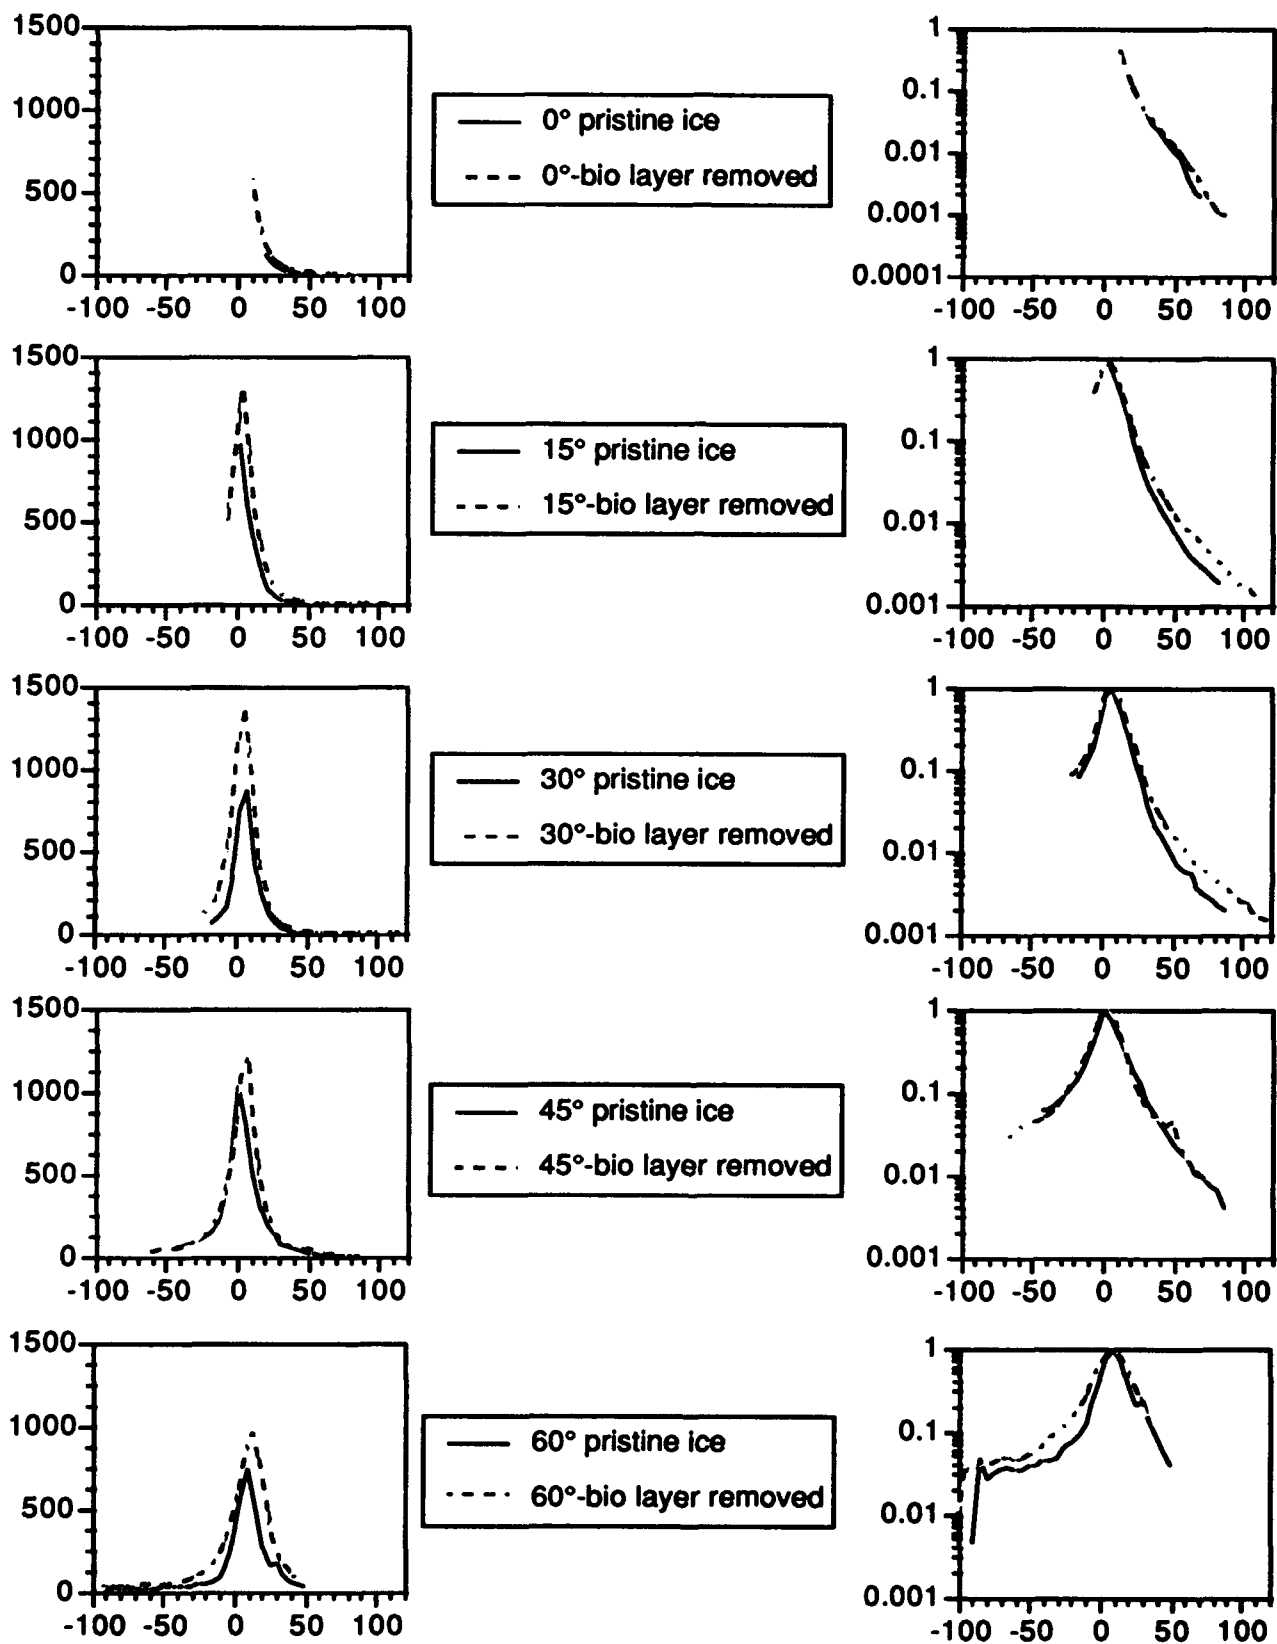 1500
1000
500
0
-100 -50 0 50 100
0° pristine ice
0°-bio layer removed
1
0.1
0.01
0.001
0.0001
-100 -50 0 50 100
1500
1000
500
0
-100 -50 0 50 100
15° pristine ice
15°-bio layer removed
1
0.1
0.01
0.001
-100 -50 0 50 100
1500
1000
500
0
-100 -50 0 50 100
30° pristine ice
30°-bio layer removed
1
0.1
0.01
0.001
-100 -50 0 50 100
1500
1000
500
0
-100 -50 0 50 100
45° pristine ice
45°-bio layer removed
1
0.1
0.01
0.001
-100 -50 0 50 100
1500
1000
500
0
-100 -50 0 50 100
60° pristine ice
60°-bio layer removed
1
0.1
0.01
0.001
-100 -50 0 50 100